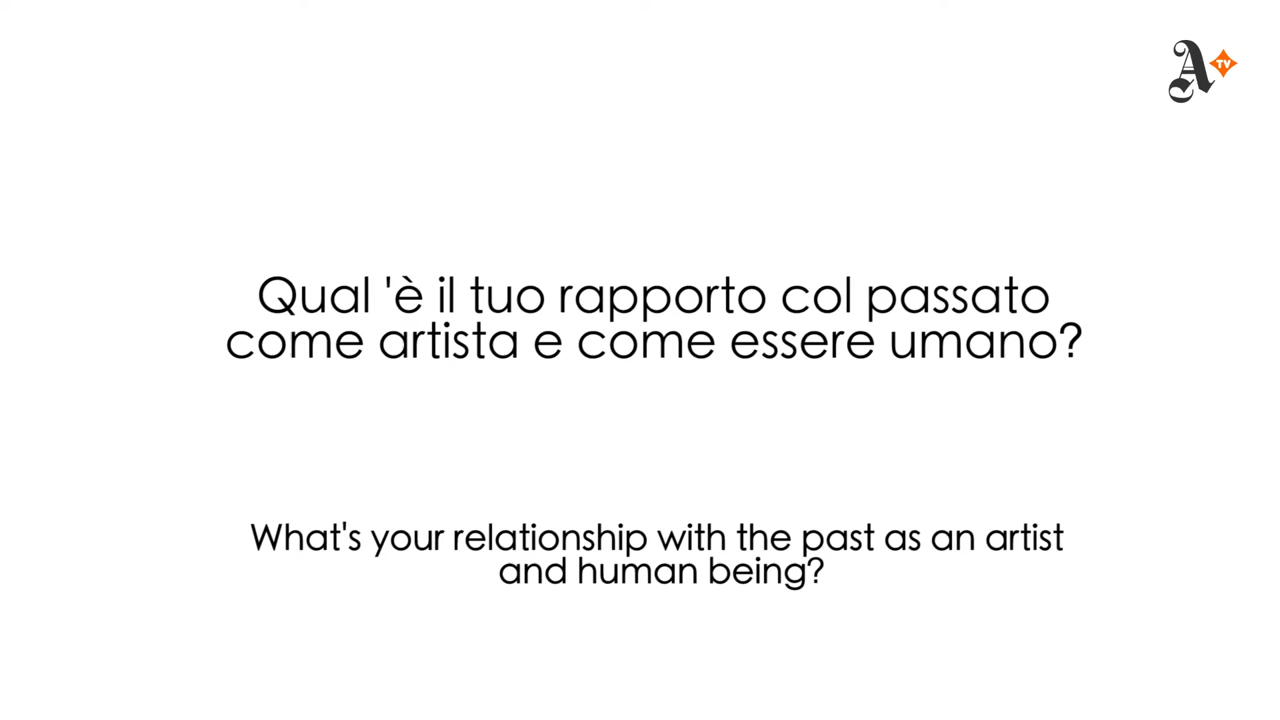 A TV
Qual 'è il tuo rapporto col passato
come artista e come essere umano?
What's your relationship with the past as an artist
and human being?